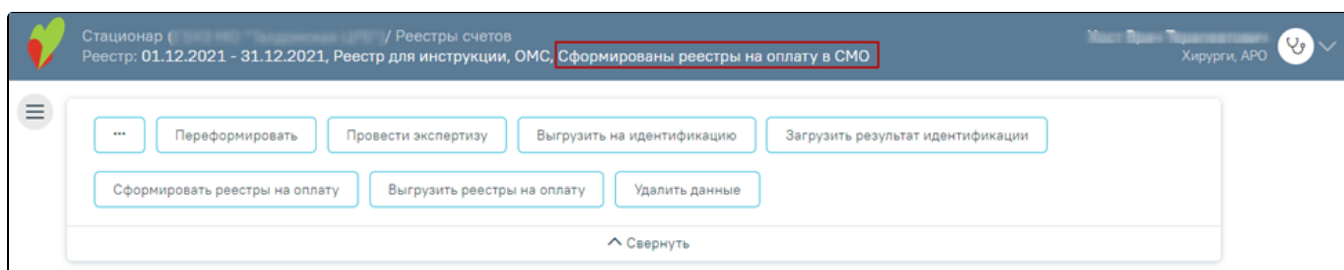 Стационар ( / Реестры счетов
Реестр: 01.12.2021 - 31.12.2021, Реестр для инструкции, ОМС, Сформированы реестры на оплату в СМО
Хирурги, АРО
... Переформировать Провести экспертизу Выгрузить на идентификацию Загрузить результат идентификации
Сформировать реестры на оплату Выгрузить реестры на оплату Удалить данные
Свернуть